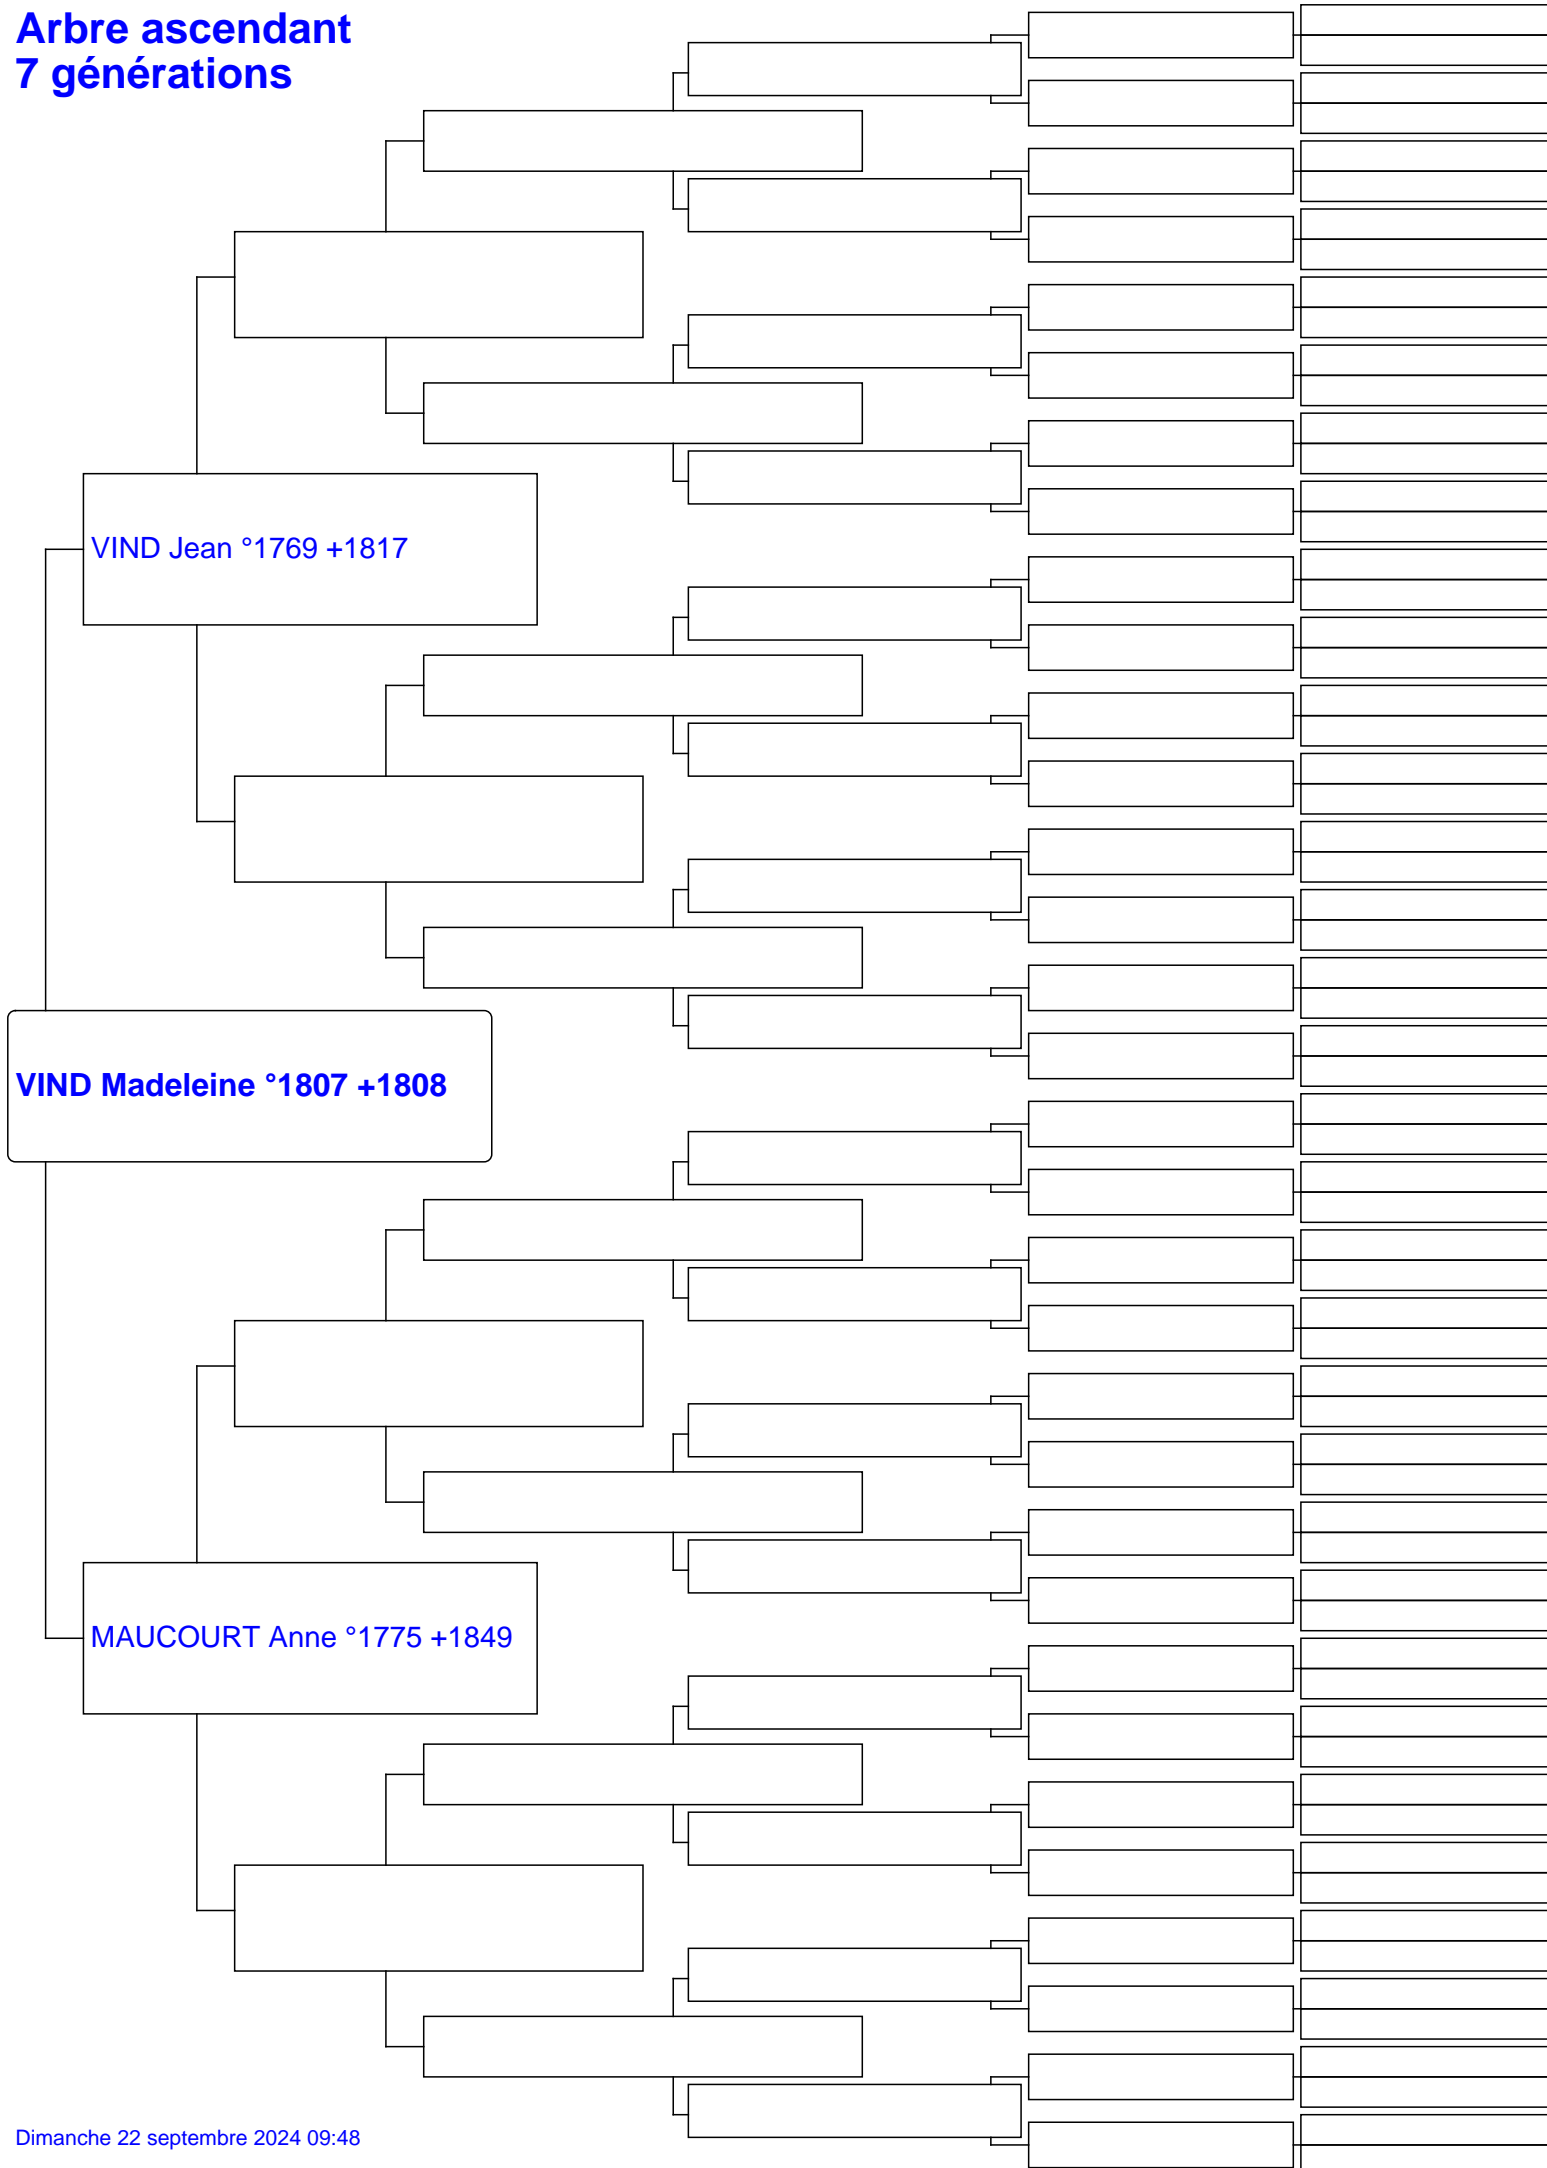 Arbre ascendant
7 générations
VIND Jean °1769 +1817
VIND Madeleine °1807 +1808
MAUCOURT Anne °1775 +1849
Dimanche 22 septembre 2024 09:48